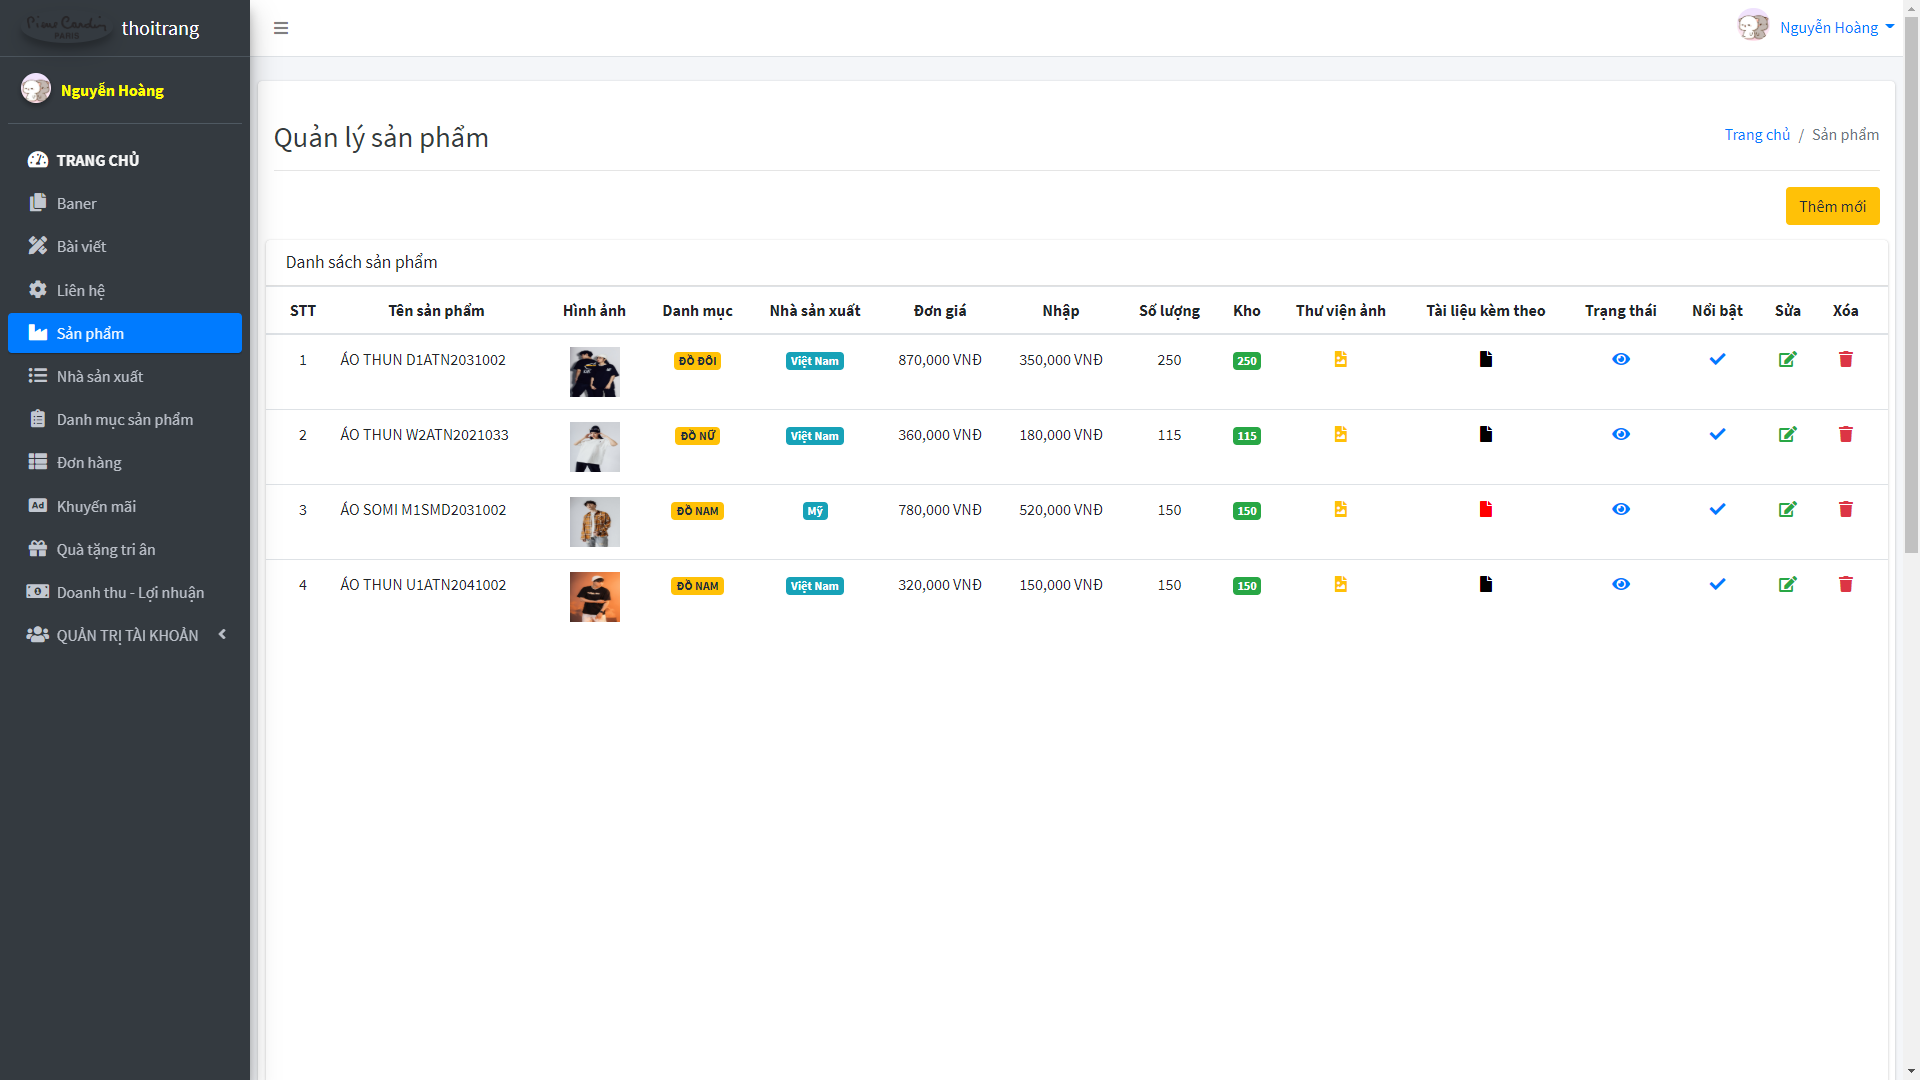 Pierre Cardin
PARIS
thoitrang
Nguyễn Hoàng
Nguyễn Hoàng
TRANG CHỦ
Baner
Bài viết
Liên hệ
Sản phẩm
Nhà sản xuất
Danh mục sản phẩm
Đơn hàng
Ad Khuyến mãi
Quà tặng tri ân
Doanh thu - Lợi nhuận
QUẢN TRỊ TÀI KHOẢN
Quản lý sản phẩm
Trang chủ / Sản phẩm
Thêm mới
Danh sách sản phẩm
STT Tên sản phẩm Hình ảnh Danh mục Nhà sản xuất Đơn giá Nhập Số lượng Kho Thư viện ảnh Tài liệu kèm theo Trạng thái Nổi bật Sửa Xóa
1 ÁO THUN D1ATN2031002 ĐỒ ĐÔI Việt Nam 870,000 VNĐ 350,000 VNĐ 250 250
2 ÁO THUN W2ATN2021033 ĐỒ NỮ Việt Nam 360,000 VNĐ 180,000 VNĐ 115 115
3 ÁO SOMI M1SMD2031002 ĐỒ NAM Mỹ 780,000 VNĐ 520,000 VNĐ 150 150
4 ÁO THUN U1ATN2041002 ĐỒ NAM Việt Nam 320,000 VNĐ 150,000 VNĐ 150 150